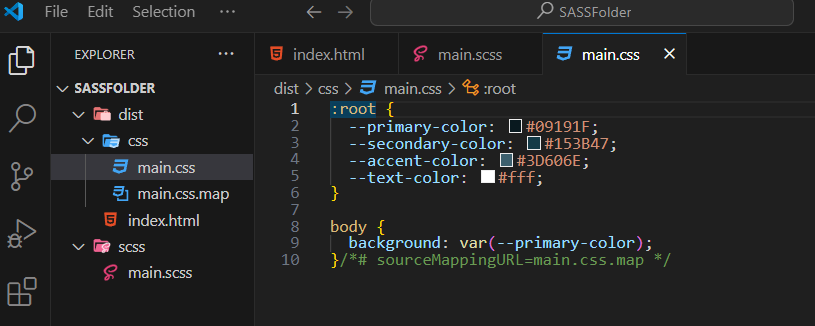 File Edit Selection ... SASSFolder
EXPLORER ...
SASSFOLDER
dist
css
main.css
main.css.map
index.html
scss
main.scss
index.html main.scss main.css
dist > css > main.css > :root
1 :root {
2 --primary-color: #09191F;
3 --secondary-color: #153B47;
4 --accent-color: #3D606E;
5 --text-color: #fff;
6 }
7
8 body {
9 background: var(--primary-color);
10 }/*# sourceMappingURL=main.css.map */